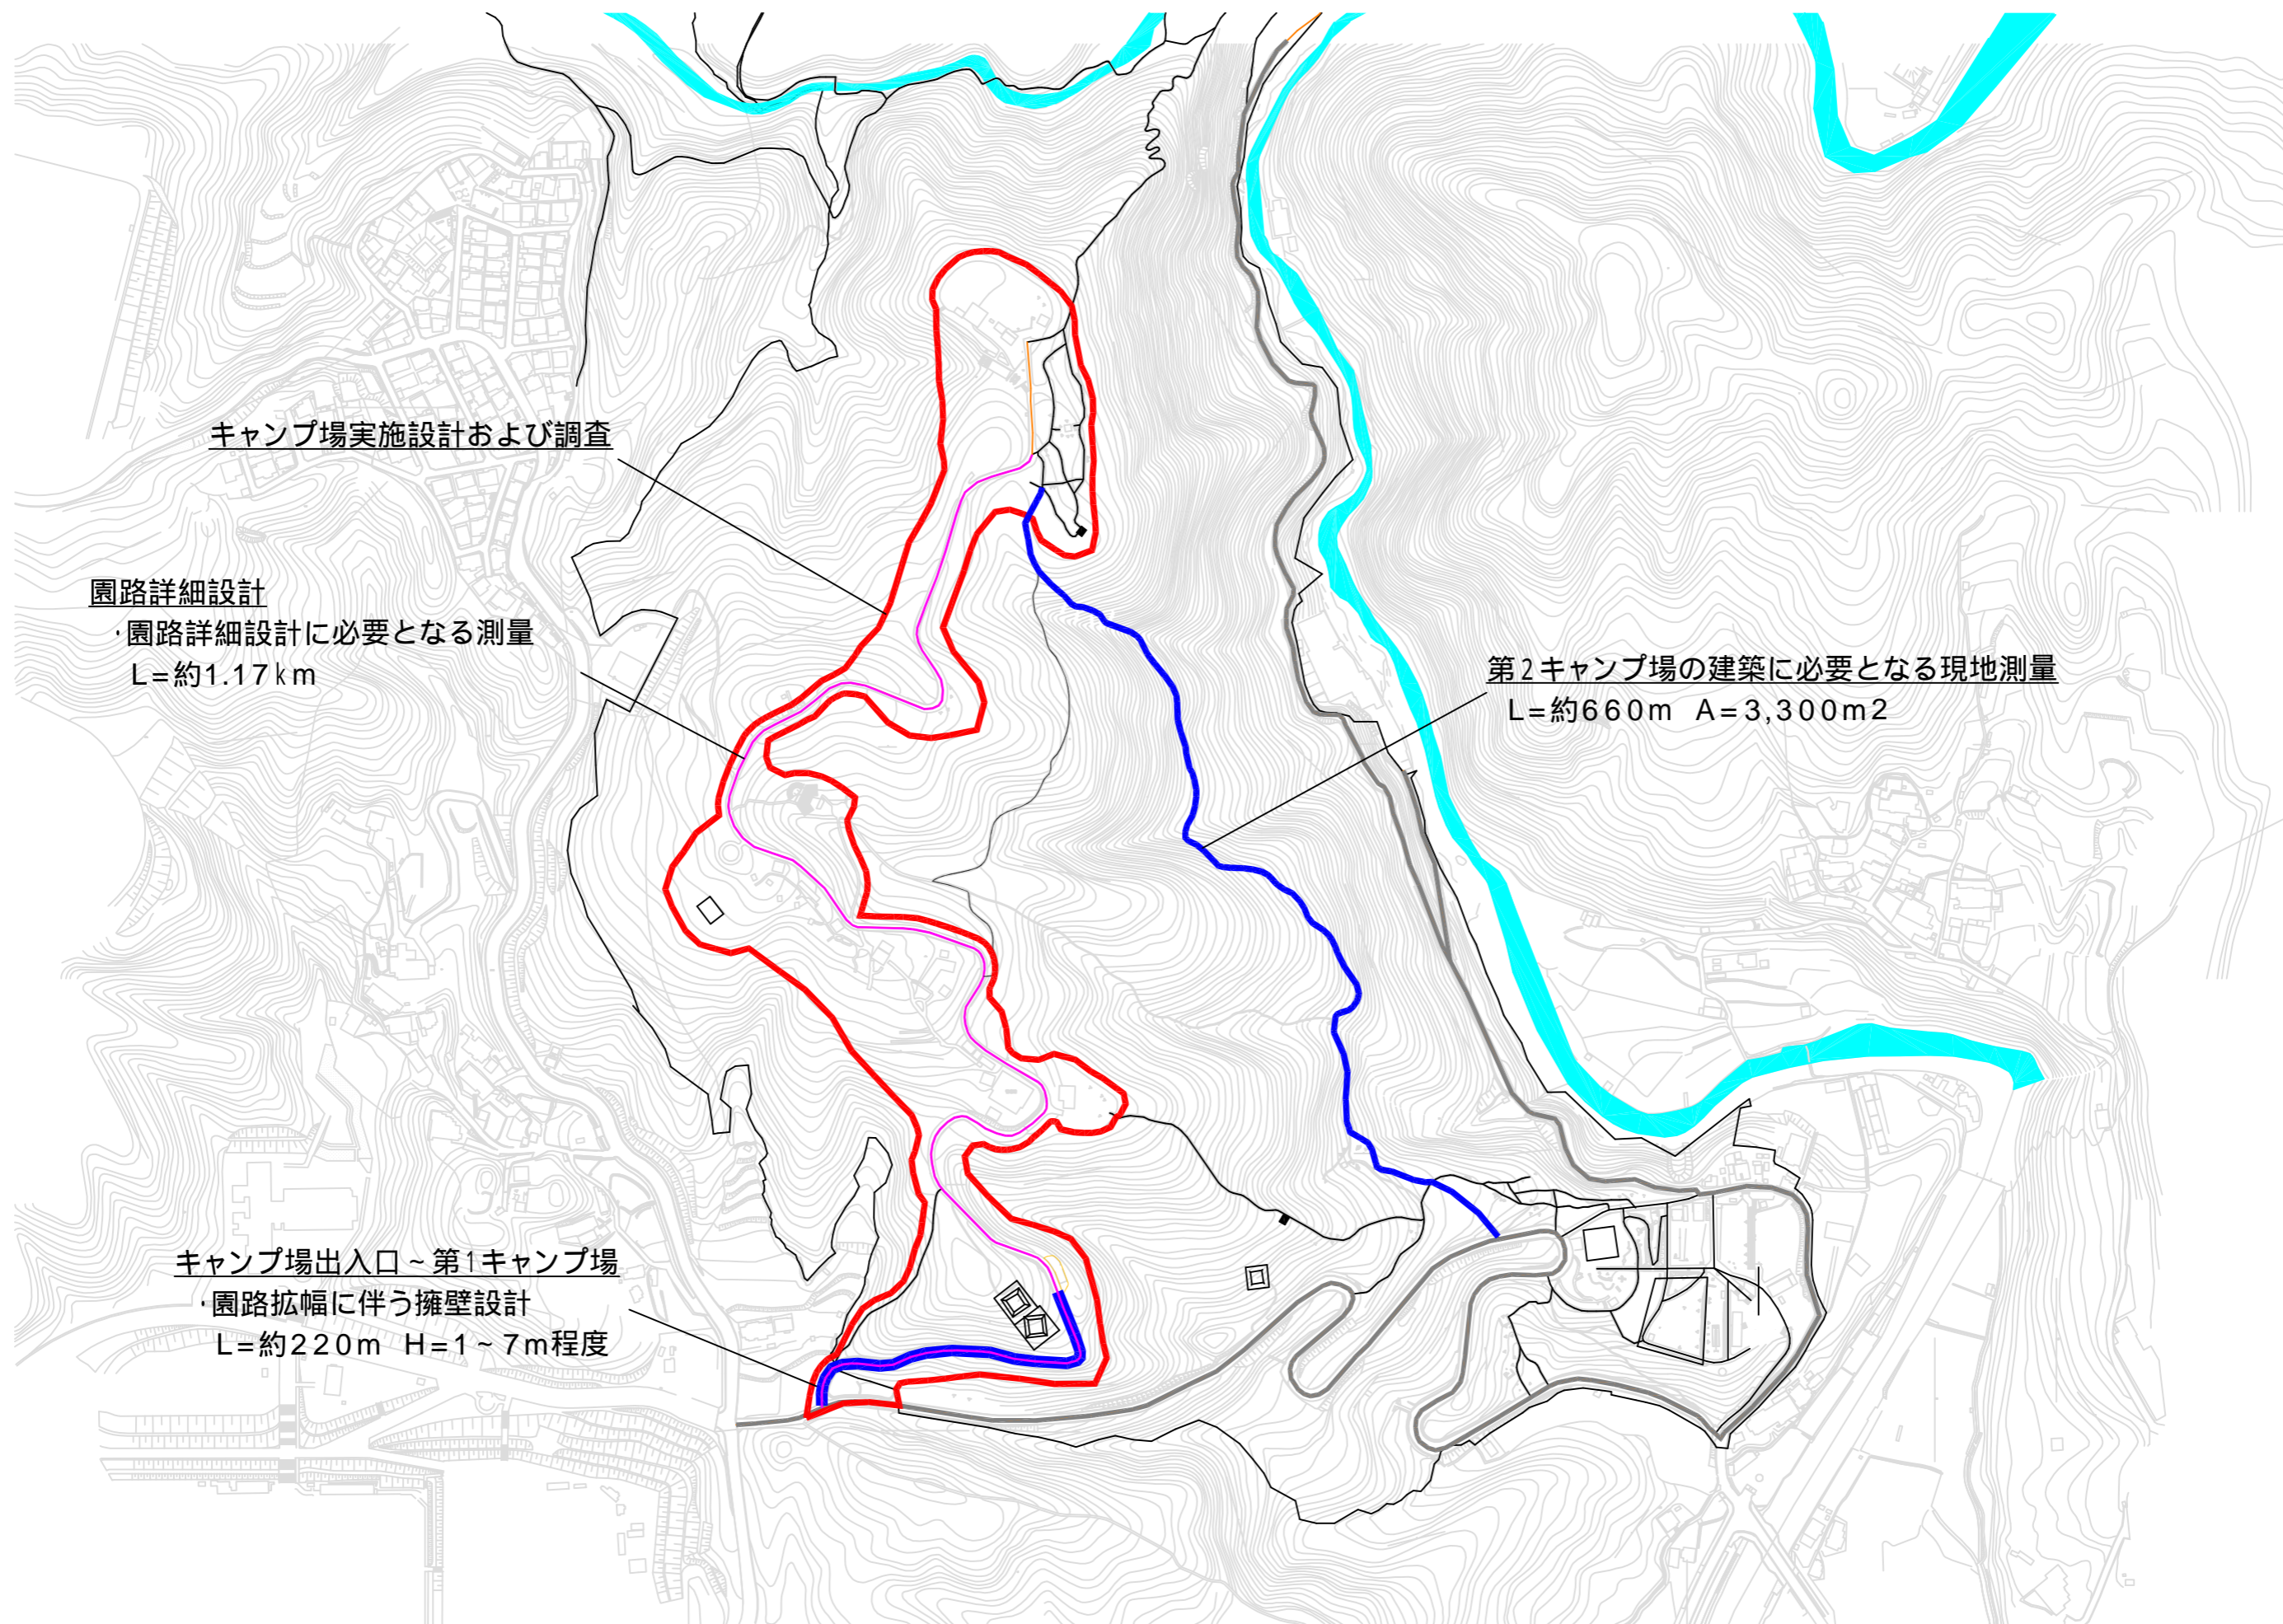 キャンプ場実施設計および調査
園路詳細設計
・園路詳細設計に必要となる測量
L=約1.17km
第2キャンプ場の建築に必要となる現地測量
L=約660m A=3,300m2
キャンプ場出入口~第1キャンプ場
・園路拡幅に伴う擁壁設計
L=約220m H=1~7m程度